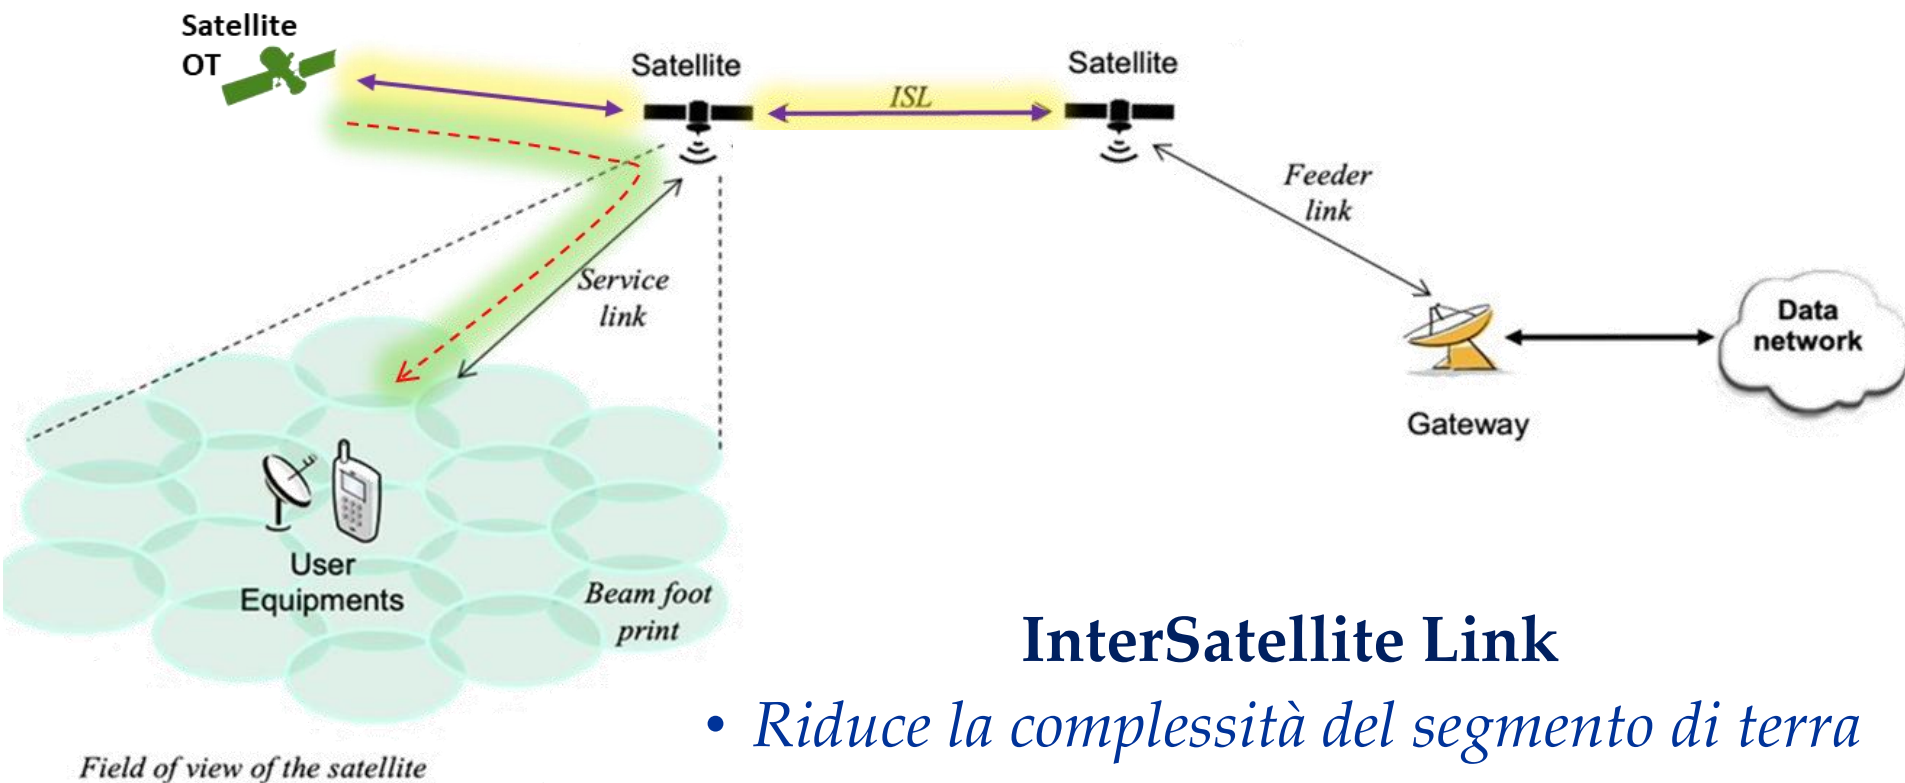 Satellite
OT
Satellite
ISL
Satellite
Feeder
link
Service
link
Data
network
Gateway
User
Equipments
Beam foot
print
InterSatellite Link
• Riduce la complessità del segmento di terra
Field of view of the satellite